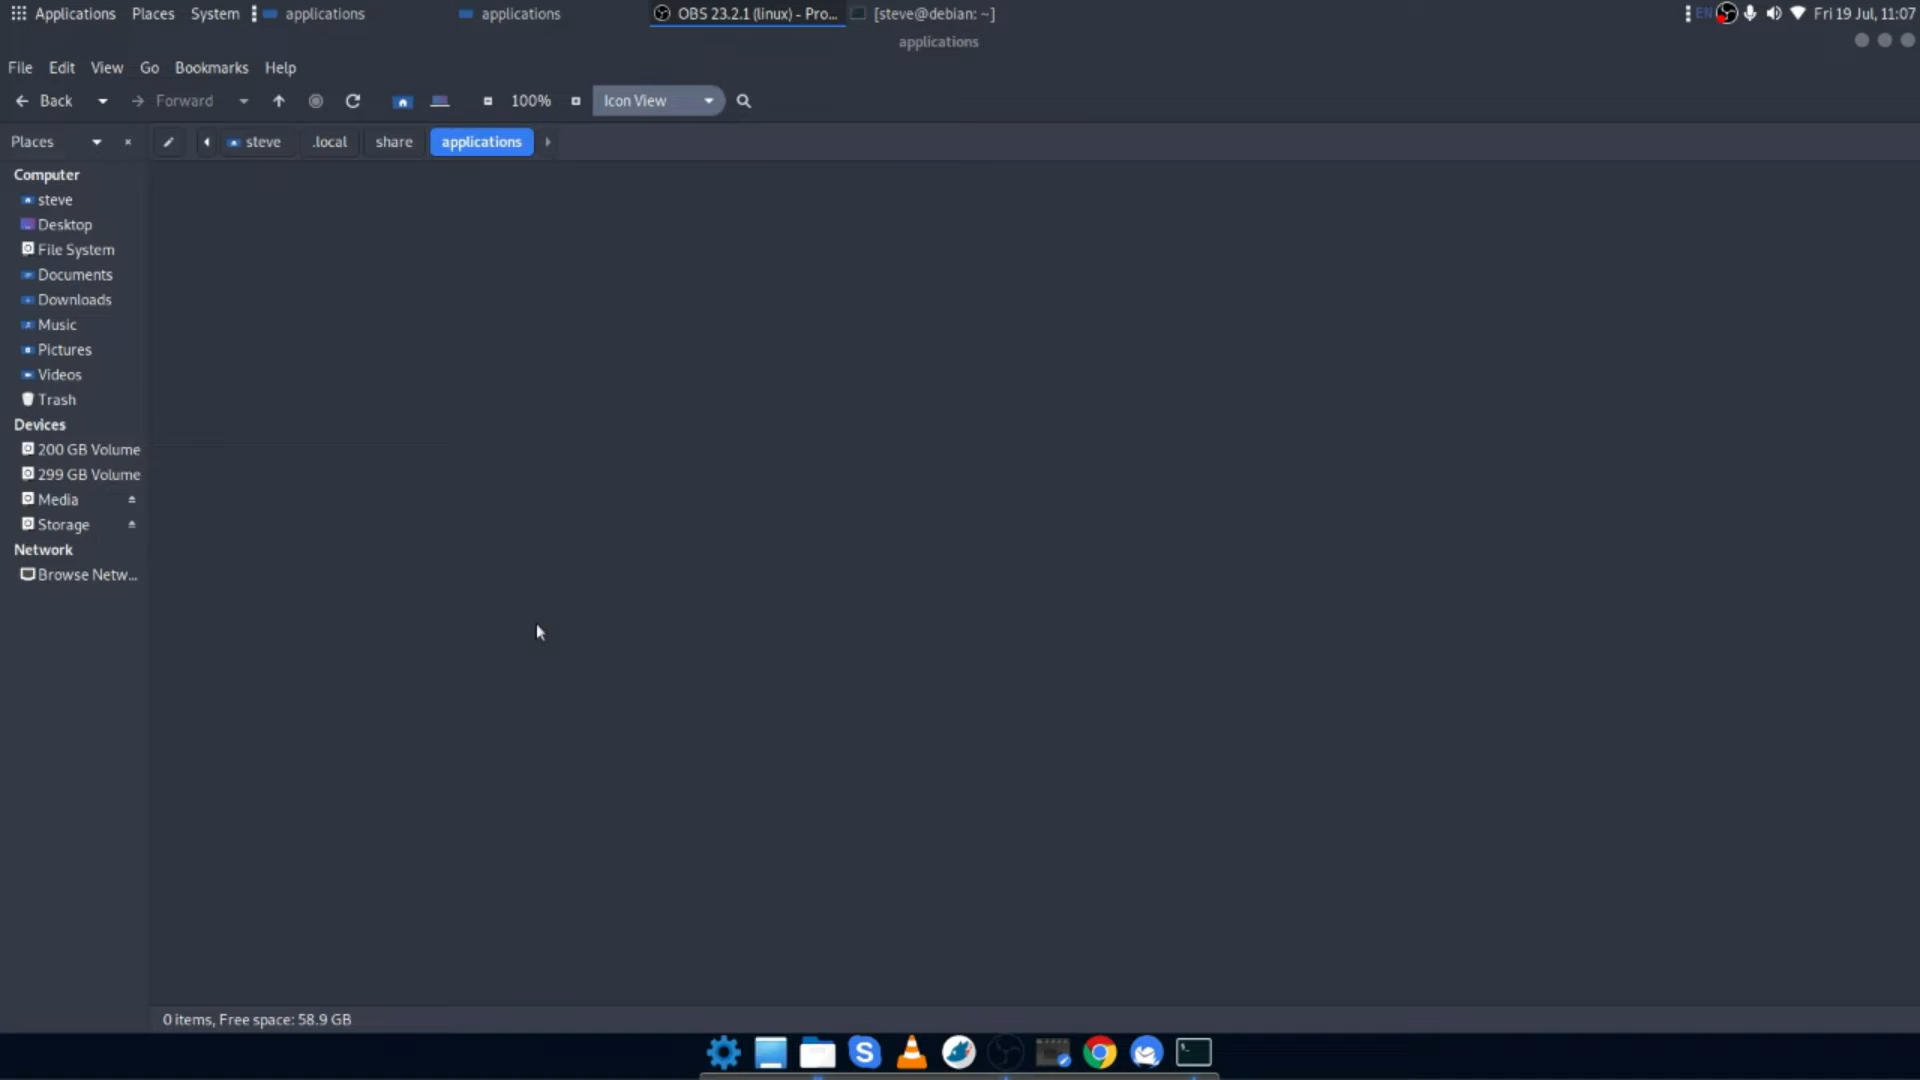 Applications Places System applications applications OBS 23.2.1 (linux) - Pro... [steve@debian: ~] EN Fri 19 Jul, 11:07
applications
File Edit View Go Bookmarks Help
Back Forward 100% Icon View
Places steve .local share applications
Computer
steve
Desktop
File System
Documents
Downloads
Music
Pictures
Videos
Trash
Devices
200 GB Volume
299 GB Volume
Media
Storage
Network
Browse Netw...
0 items, Free space: 58.9 GB